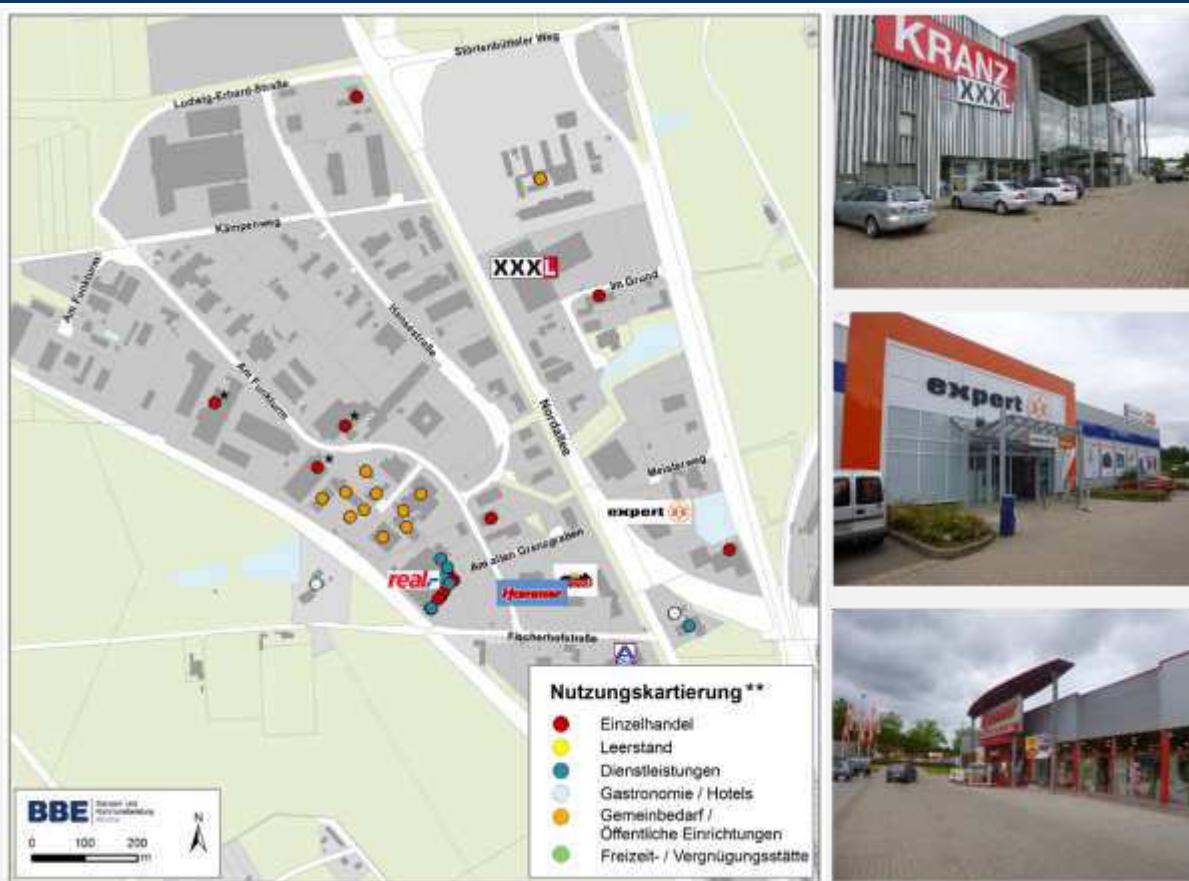 Störtenbütteler Weg
Ludwig-Erhard-Straße
Kämpenweg
XXXL
Im Grund
Am Funkturm
Hansestraße
Am Funkturm
Nordallee
Meisterweg
expert
Am alten Grenzgraben
real,-
Hammer
Fischerhofstraße
A
Nutzungskartierung **
Einzelhandel
Leerstand
Dienstleistungen
Gastronomie / Hotels
Gemeinbedarf /
Öffentliche Einrichtungen
Freizeit- / Vergnügungsstätte
BBE
N
0 100 200
m
KRANZ
XXXL
expert